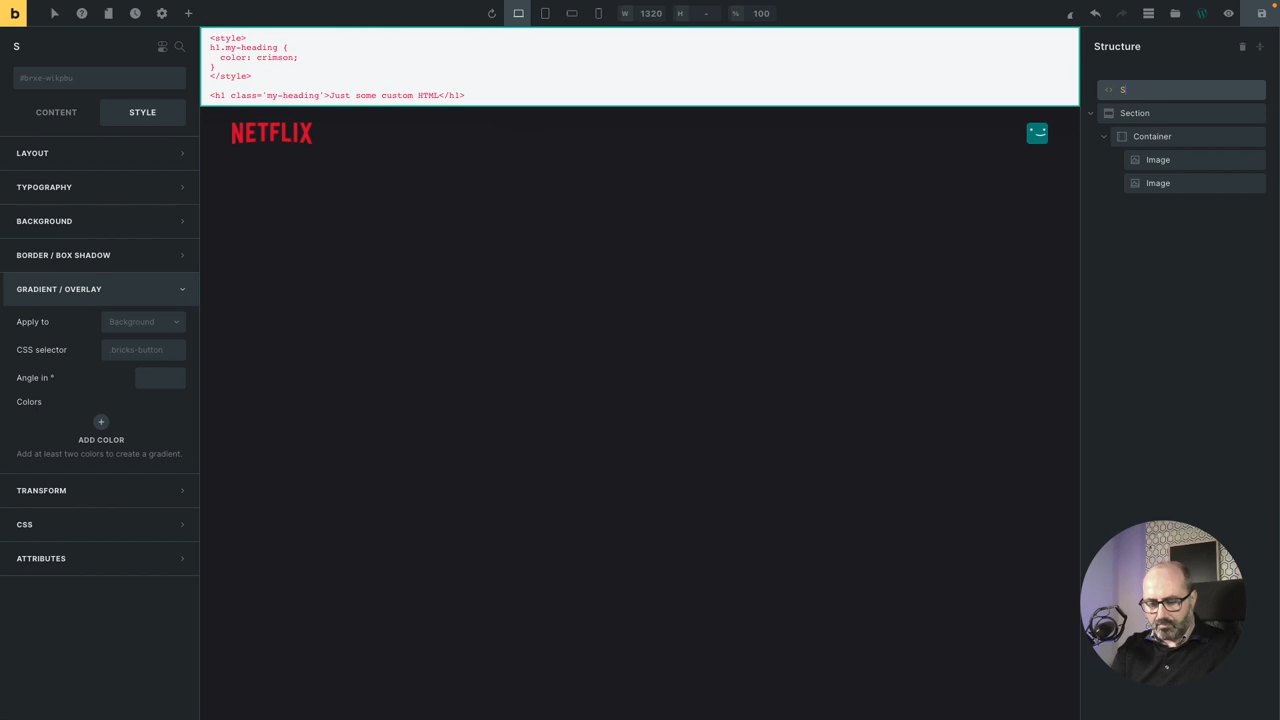 b
W 1320 H - % 100
S
#brxe-wikpbu
CONTENT STYLE
LAYOUT
TYPOGRAPHY
BACKGROUND
BORDER / BOX SHADOW
GRADIENT / OVERLAY
Apply to Background
CSS selector .bricks-button
Angle in *
Colors
ADD COLOR
Add at least two colors to create a gradient.
TRANSFORM
CSS
ATTRIBUTES
<style>
h1.my-heading {
color: crimson;
}
</style>
<h1 class='my-heading'>Just some custom HTML</h1>
NETFLIX
Structure
S
Section
Container
Image
Image